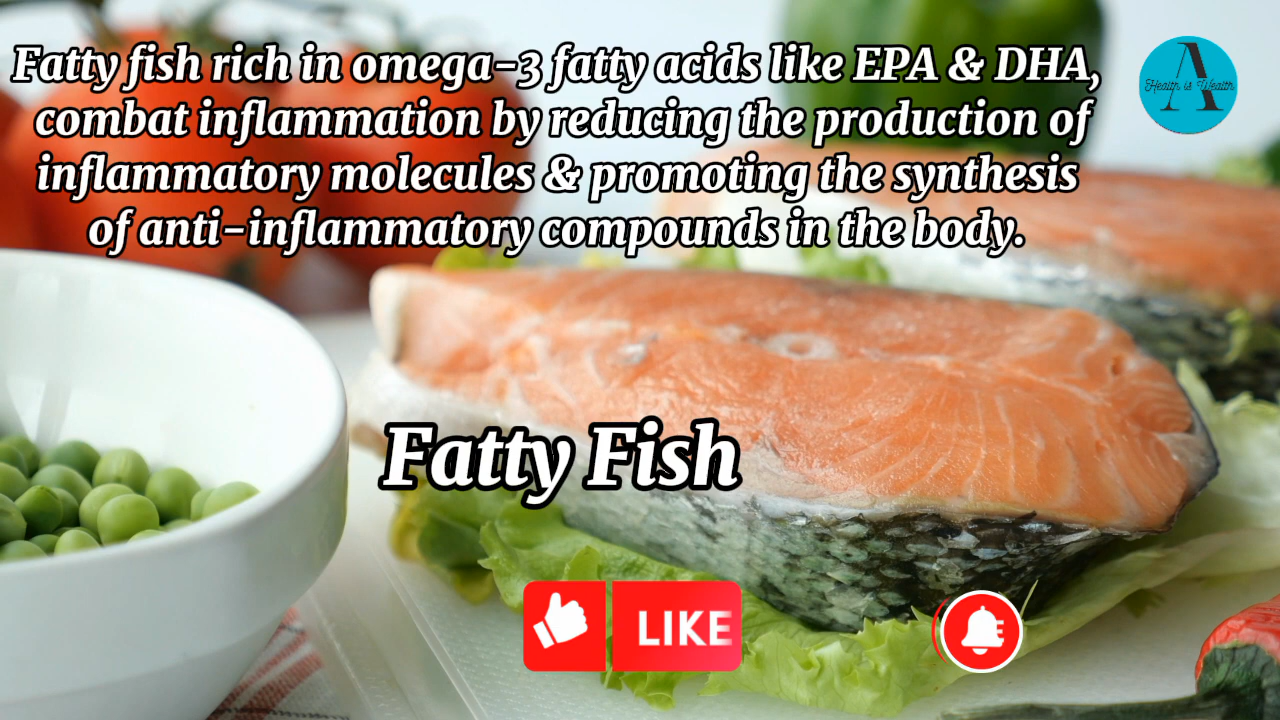 Fatty fish rich in omega-3 fatty acids like EPA & DHA,
combat inflammation by reducing the production of
inflammatory molecules & promoting the synthesis
of anti-inflammatory compounds in the body.
A
Health is Wealth
Fatty Fish
LIKE